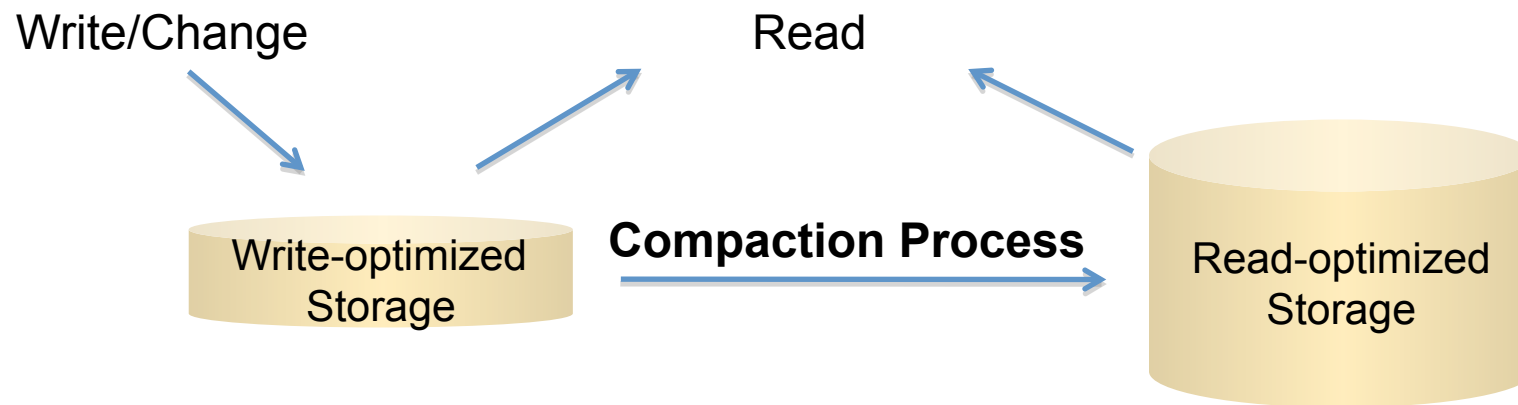 Write/Change
Read
Write-optimized
Storage
Compaction Process
Read-optimized
Storage